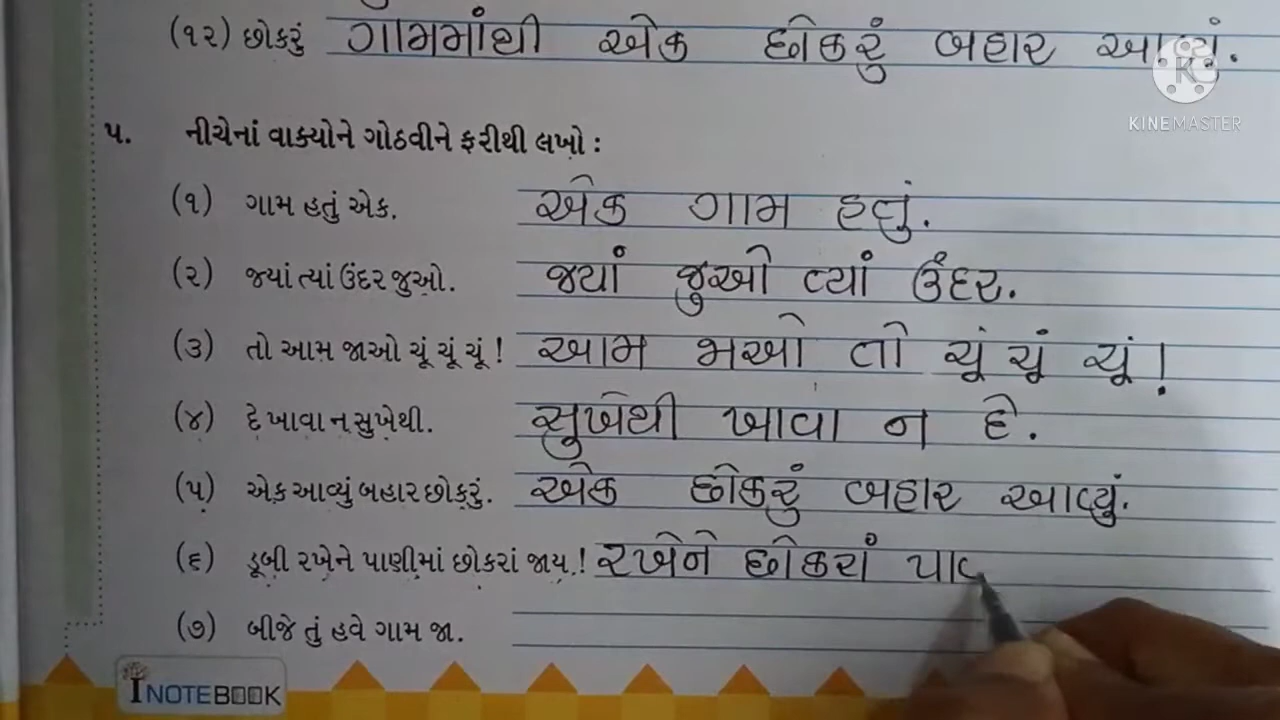 (૧૨) છોકરું ગામમાંથી એક છોકરું બહાર આવ્યું.
KINEMASTER
૫. નીચેનાં વાક્યોને ગોઠવીને ફરીથી લખો :
(૧) ગામ હતું એક. એક ગામ હતું.
(૨) જ્યાં ત્યાં ઉંદર જુઓ. જ્યાં જુઓ ત્યાં ઉંદર.
(૩) તો આમ જાઓ ચૂં ચૂં ચૂં ! આમ જાઓ તો ચૂં ચૂં ચૂં !
(૪) દે ખાવા ન સુખેથી. સુખેથી ખાવા ન દે.
(૫) એક આવ્યું બહાર છોકરું. એક છોકરું બહાર આવ્યું.
(૬) ડૂબી રખેને પાણીમાં છોકરાં જાય ! રખેને છોકરાં
(૭) બીજે તું હવે ગામ જા.
INOTEBOOK